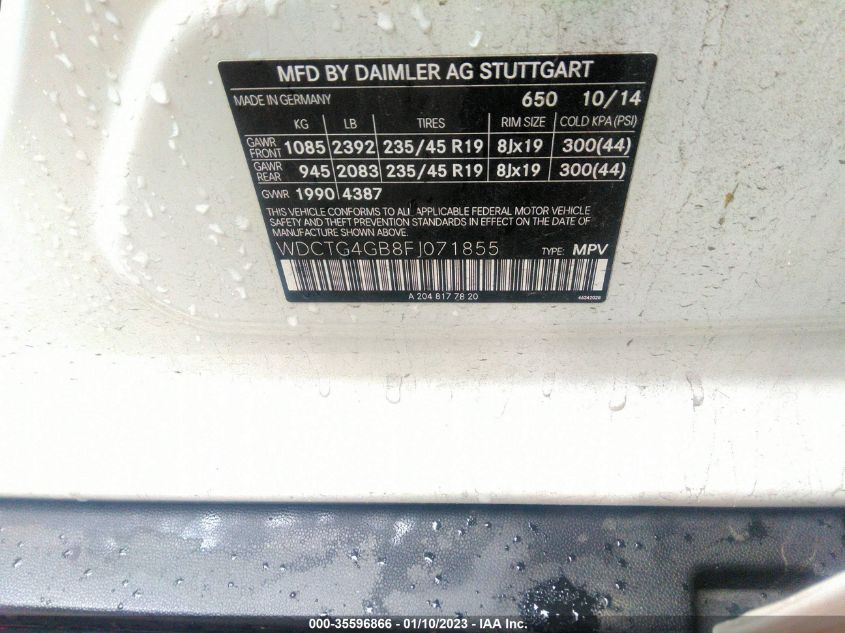 MFD BY DAIMLER AG STUTTGART
MADE IN GERMANY 650 10/14
KG LB TIRES RIM SIZE COLD KPA (PSI)
GAWR FRONT 1085 2392 235/45 R19 8Jx19 300(44)
GAWR REAR 945 2083 235/45 R19 8Jx19 300(44)
GVWR 1990 4387
THIS VEHICLE CONFORMS TO ALL APPLICABLE FEDERAL MOTOR VEHICLE
SAFETY AND THEFT PREVENTION STANDARDS IN EFFECT ON THE DATE OF
MANUFACTURE SHOWN ABOVE.
WDCTG4GB8FJ071855 TYPE: MPV
A 204 817 78 20
000-35596866 - 01/10/2023 - IAA Inc.